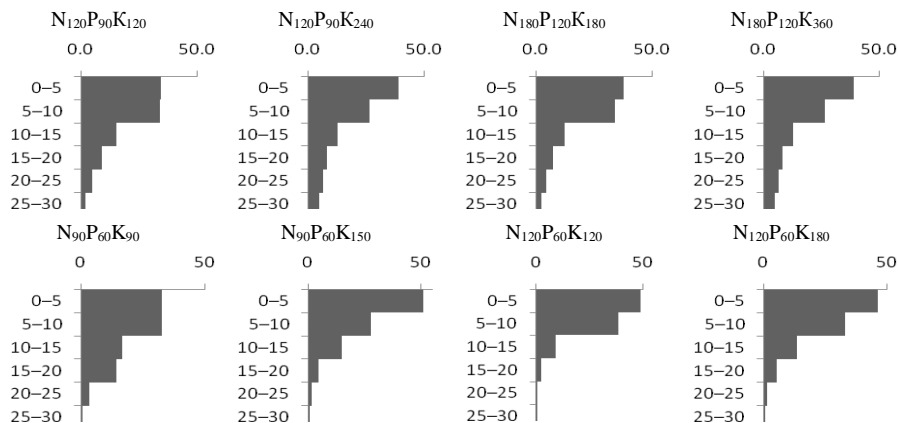 N₁₂₀P₉₀K₁₂₀ N₁₂₀P₉₀K₂₄₀ N₁₈₀P₁₂₀K₁₈₀ N₁₈₀P₁₂₀K₃₆₀
0.0 50.0 0.0 50.0 0.0 50.0 0.0 50.0
0–5 0–5 0–5 0–5
5–10 5–10 5–10 5–10
10–15 10–15 10–15 10–15
15–20 15–20 15–20 15–20
20–25 20–25 20–25 20–25
25–30 25–30 25–30 25–30
N₉₀P₆₀K₉₀ N₉₀P₆₀K₁₅₀ N₁₂₀P₆₀K₁₂₀ N₁₂₀P₆₀K₁₈₀
0 50 0 50 0 50 0 50
0–5 0–5 0–5 0–5
5–10 5–10 5–10 5–10
10–15 10–15 10–15 10–15
15–20 15–20 15–20 15–20
20–25 20–25 20–25 20–25
25–30 25–30 25–30 25–30